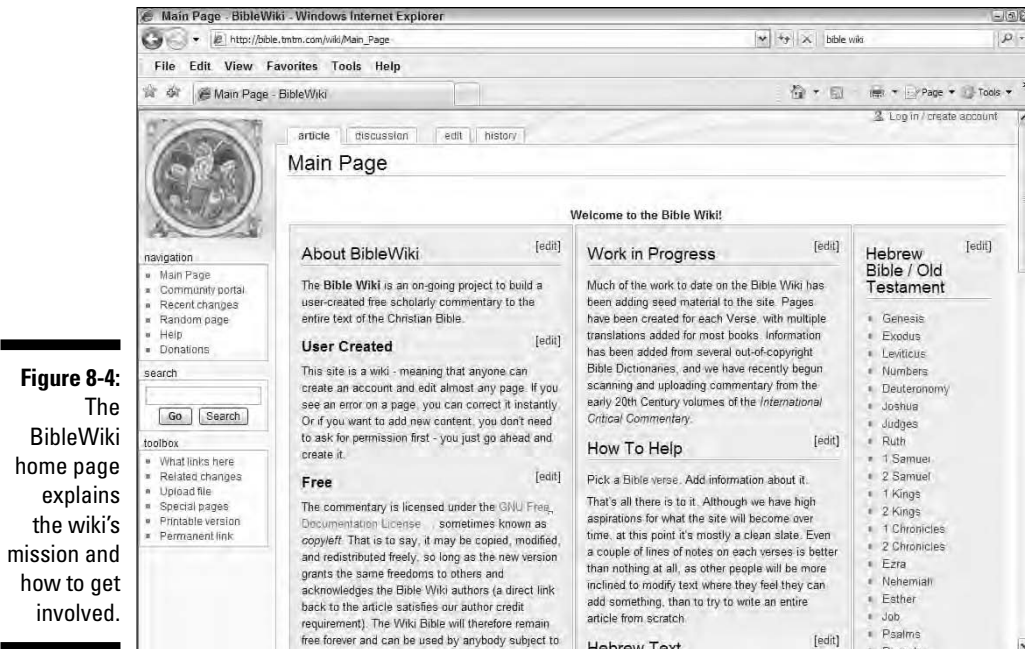 Main Page - BibleWiki - Windows Internet Explorer
http://bible.tmtm.com/wiki/Main_Page
bible wiki
File Edit View Favorites Tools Help
Main Page - BibleWiki
Page
Tools
Log in / create account
article
discussion
edit
history
Main Page
Welcome to the Bible Wiki!
navigation
Main Page
Community portal
Recent changes
Random page
Help
Donations
search
Go
Search
toolbox
What links here
Related changes
Upload file
Special pages
Printable version
Permanent link
About BibleWiki
[edit]
The Bible Wiki is an on-going project to build a
user-created free scholarly commentary to the
entire text of the Christian Bible.
User Created
[edit]
This site is a wiki - meaning that anyone can
create an account and edit almost any page. If you
see an error on a page, you can correct it instantly.
Or if you want to add new content, you don't need
to ask for permission first - you just go ahead and
create it.
Free
[edit]
The commentary is licensed under the GNU Free
Documentation License , sometimes known as
copyleft. That is to say, it may be copied, modified,
and redistributed freely, so long as the new version
grants the same freedoms to others and
acknowledges the Bible Wiki authors (a direct link
back to the article satisfies our author credit
requirement). The Wiki Bible will therefore remain
free forever and can be used by anybody subject to
Work in Progress
[edit]
Much of the work to date on the Bible Wiki has
been adding seed material to the site. Pages
have been created for each Verse, with multiple
translations added for most books. Information
has been added from several out-of-copyright
Bible Dictionaries, and we have recently begun
scanning and uploading commentary from the
early 20th Century volumes of the International
Critical Commentary.
How To Help
[edit]
Pick a Bible verse. Add information about it.
That's all there is to it. Although we have high
aspirations for what the site will become over
time, at this point it's mostly a clean slate. Even
a couple of lines of notes on each verses is better
than nothing at all, as other people will be more
inclined to modify text where they feel they can
add something, than to try to write an entire
article from scratch.
Hebrew Text
[edit]
Hebrew
Bible / Old
Testament
[edit]
Genesis
Exodus
Leviticus
Numbers
Deuteronomy
Joshua
Judges
Ruth
1 Samuel
2 Samuel
1 Kings
2 Kings
1 Chronicles
2 Chronicles
Ezra
Nehemiah
Esther
Job
Psalms
Figure 8-4:
The
BibleWiki
home page
explains
the wiki's
mission and
how to get
involved.